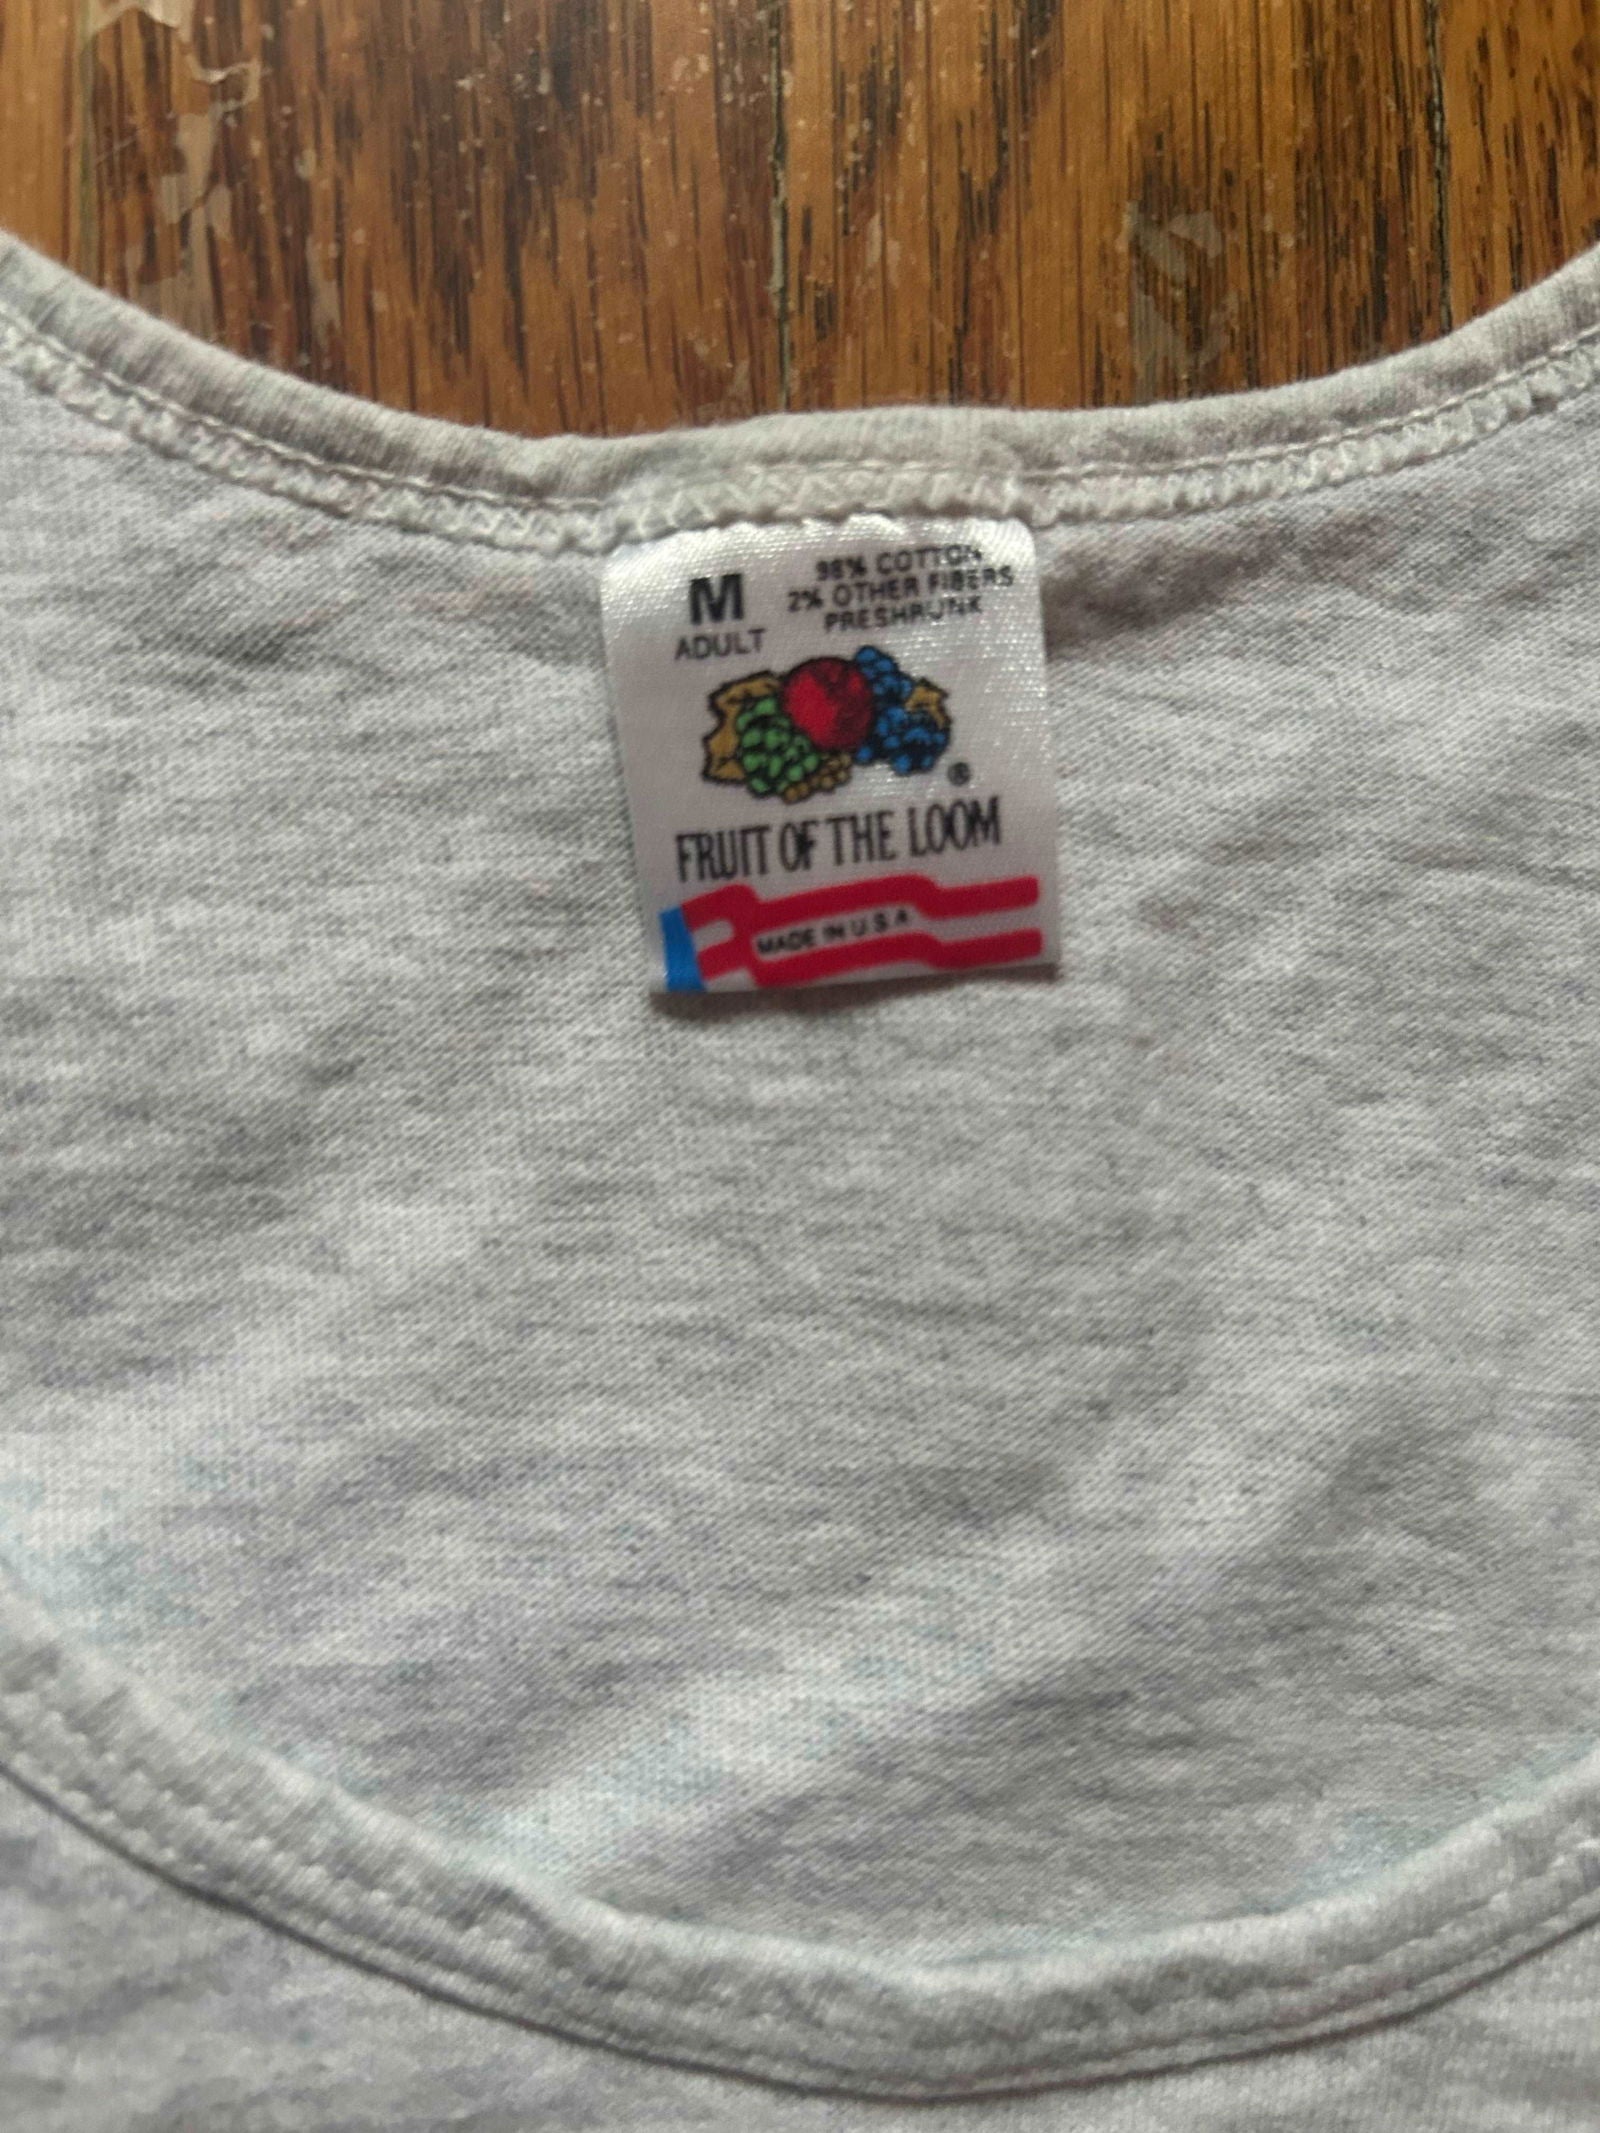 M
ADULT
98% COTTON
2% OTHER FIBERS
PRESHRUNK
®
FRUIT OF THE LOOM
MADE IN U.S.A.